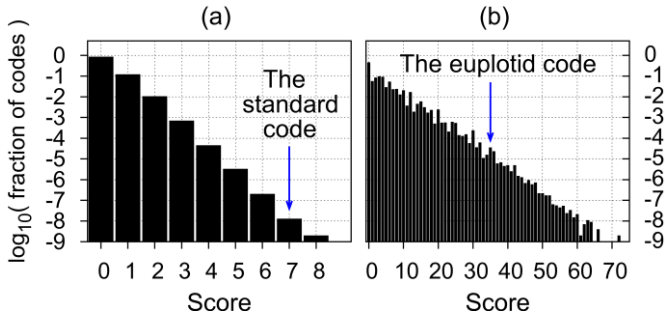 (a) (b)
log10( fraction of codes)
0
-1
-2
-3
-4
-5
-6
-7
-8
-9
The
standard
code
0 1 2 3 4 5 6 7 8
Score
The euplotid code
0
-1
-2
-3
-4
-5
-6
-7
-8
-9
0 10 20 30 40 50 60 70
Score